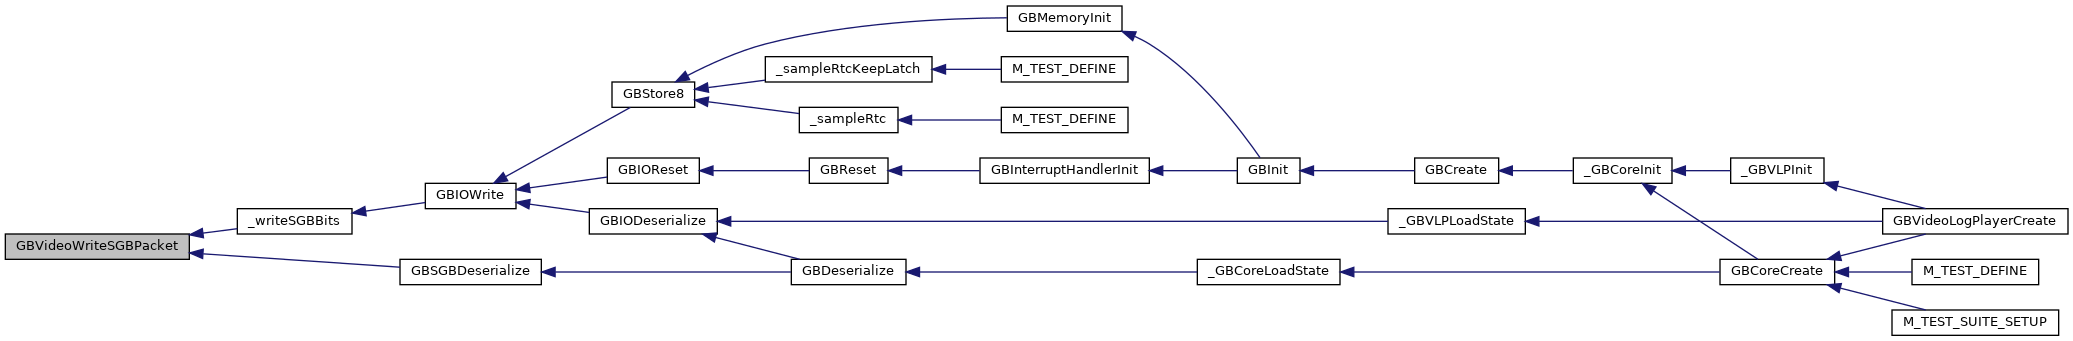 GBMemoryInit
_sampleRtcKeepLatch
M_TEST_DEFINE
GBStore8
_sampleRtc
M_TEST_DEFINE
GBIOReset
GBReset
GBInterruptHandlerInit
GBInit
GBCreate
_GBCoreInit
_GBVLPInit
GBIOWrite
_writeSGBBits
GBIODeserialize
_GBVLPLoadState
GBVideoLogPlayerCreate
GBVideoWriteSGBPacket
GBSGBDeserialize
GBDeserialize
_GBCoreLoadState
GBCoreCreate
M_TEST_DEFINE
M_TEST_SUITE_SETUP